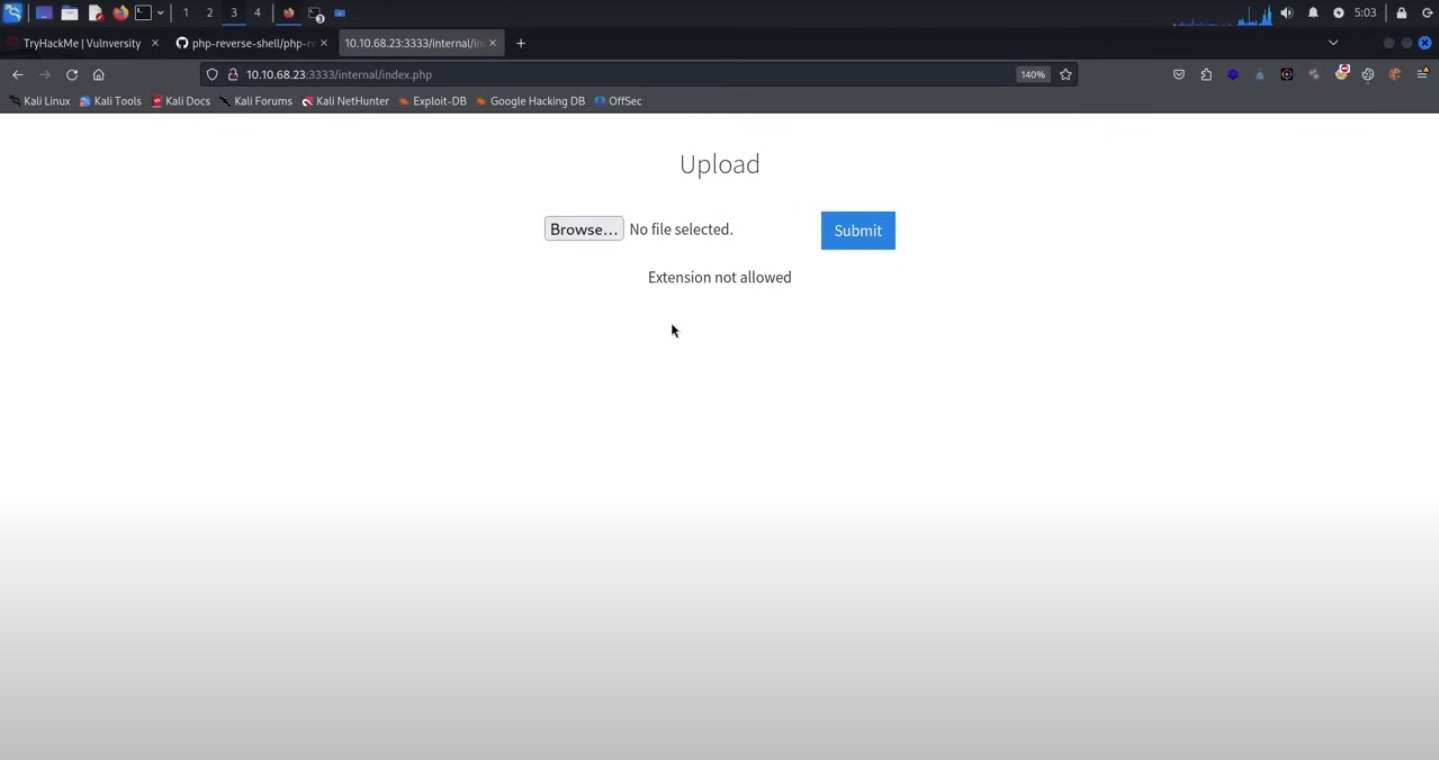 1 2 3 4 5:03
TryHackMe | Vulnversity php-reverse-shell/php-re 10.10.68.23:3333/internal/in
10.10.68.23:3333/internal/index.php 140%
Kali Linux Kali Tools Kali Docs Kali Forums Kali NetHunter Exploit-DB Google Hacking DB OffSec
Upload
Browse... No file selected. Submit
Extension not allowed